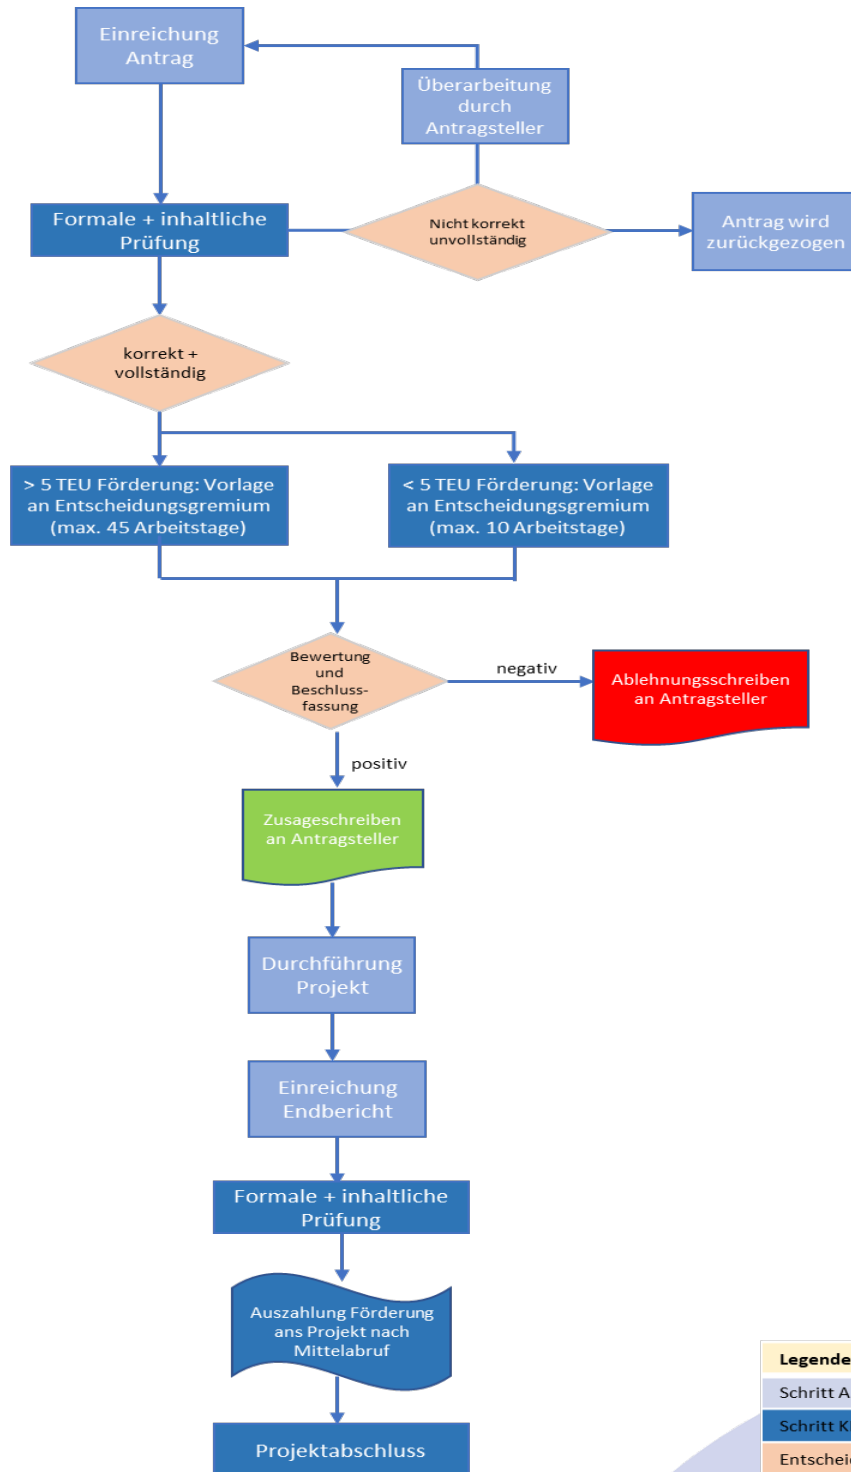 Einreichung
Antrag
Überarbeitung
durch
Antragsteller
Formale + inhaltliche
Prüfung
Nicht korrekt
unvollständig
Antrag wird
zurückgezogen
korrekt +
vollständig
> 5 TEU Förderung: Vorlage
an Entscheidungsgremium
(max. 45 Arbeitstage)
< 5 TEU Förderung: Vorlage
an Entscheidungsgremium
(max. 10 Arbeitstage)
Bewertung
und
Beschluss-
fassung
negativ
Ablehnungsschreiben
an Antragsteller
positiv
Zusageschreiben
an Antragsteller
Durchführung
Projekt
Einreichung
Endbericht
Formale + inhaltliche
Prüfung
Auszahlung Förderung
ans Projekt nach
Mittelabruf
Projektabschluss
Legende
Schritt
Schritt